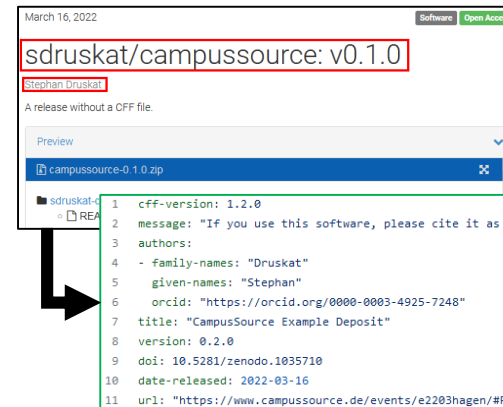 March 16, 2022
Software Open Acce
sdruskat/campussource: v0.1.0
Stephan Druskat
A release without a CFF file.
Preview
campussource-0.1.0.zip
sdruskat-c
REA
1 cff-version: 1.2.0
2 message: "If you use this software, please cite it as
3 authors:
4 - family-names: "Druskat"
5 given-names: "Stephan"
6 orcid: "https://orcid.org/0000-0003-4925-7248"
7 title: "CampusSource Example Deposit"
8 version: 0.2.0
9 doi: 10.5281/zenodo.1035710
10 date-released: 2022-03-16
11 url: "https://www.campussource.de/events/e2203hagen/#F